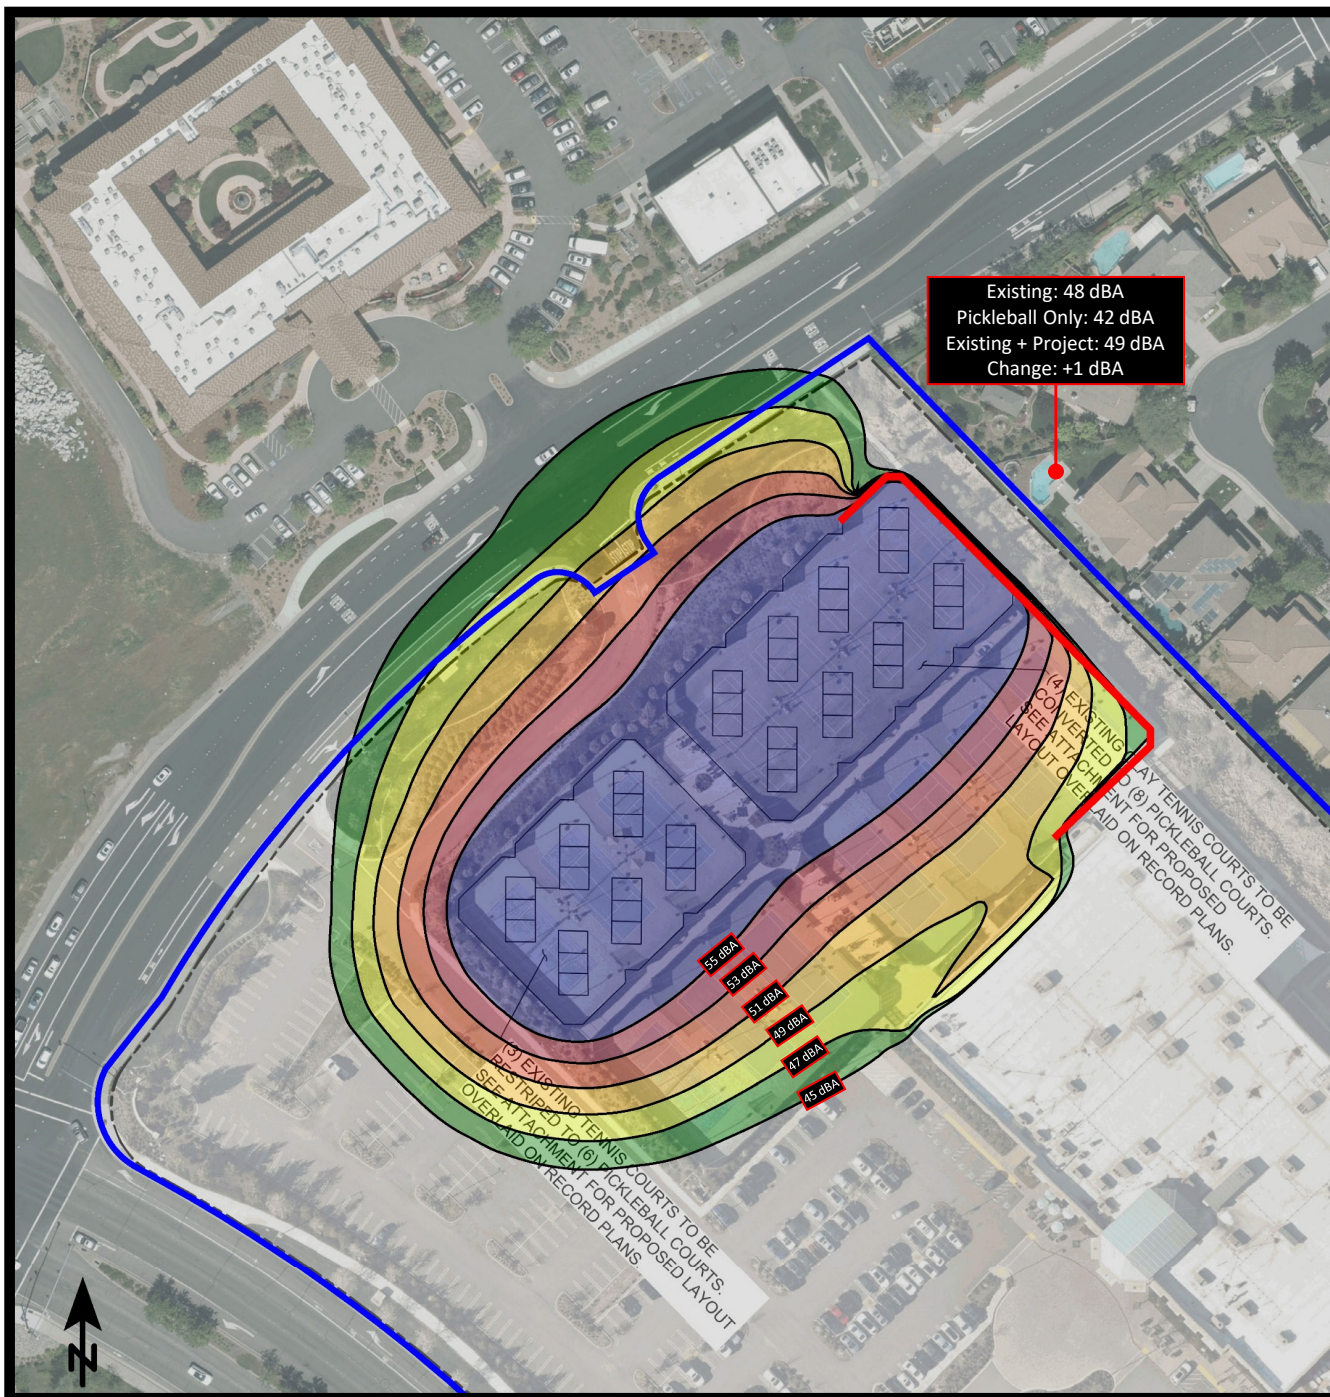 Existing: 48 dBA
Pickleball Only: 42 dBA
Existing + Project: 49 dBA
Change: +1 dBA
(4) EXISTING CLAY TENNIS COURTS TO BE
CONVERTED TO (8) PICKLEBALL COURTS.
SEE ATTACHMENT FOR PROPOSED
LAYOUT OVERLAID ON RECORD PLANS.
55 dBA
53 dBA
51 dBA
49 dBA
47 dBA
45 dBA
(3) EXISTING TENNIS COURTS TO BE
RESTRIPED TO (6) PICKLEBALL COURTS.
SEE ATTACHMENT FOR PROPOSED LAYOUT
OVERLAID ON RECORD PLANS.
N